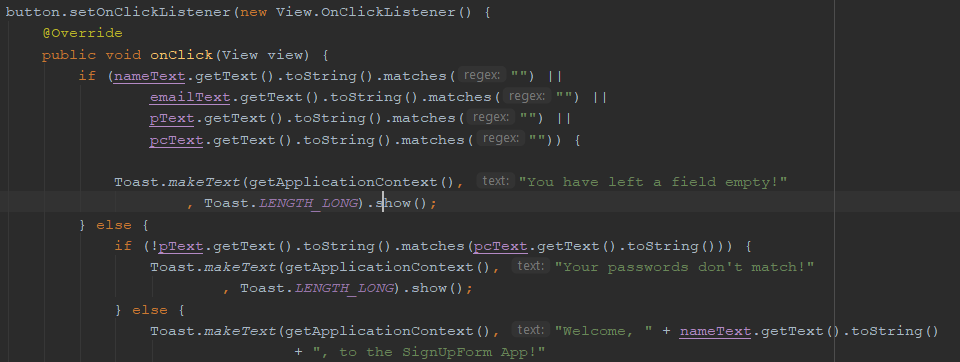 button.setOnClickListener(new View.OnClickListener() {
@Override
public void onClick(View view) {
if (nameText.getText().toString().matches( regex: "") ||
emailText.getText().toString().matches( regex: "") ||
pText.getText().toString().matches( regex: "") ||
pcText.getText().toString().matches( regex: "")) {
Toast.makeText(getApplicationContext(), text: "You have left a field empty!"
, Toast.LENGTH_LONG).show();
} else {
if (!pText.getText().toString().matches(pcText.getText().toString())) {
Toast.makeText(getApplicationContext(), text: "Your passwords don't match!"
, Toast.LENGTH_LONG).show();
} else {
Toast.makeText(getApplicationContext(), text: "Welcome, " + nameText.getText().toString()
+ ", to the SignUpForm App!"